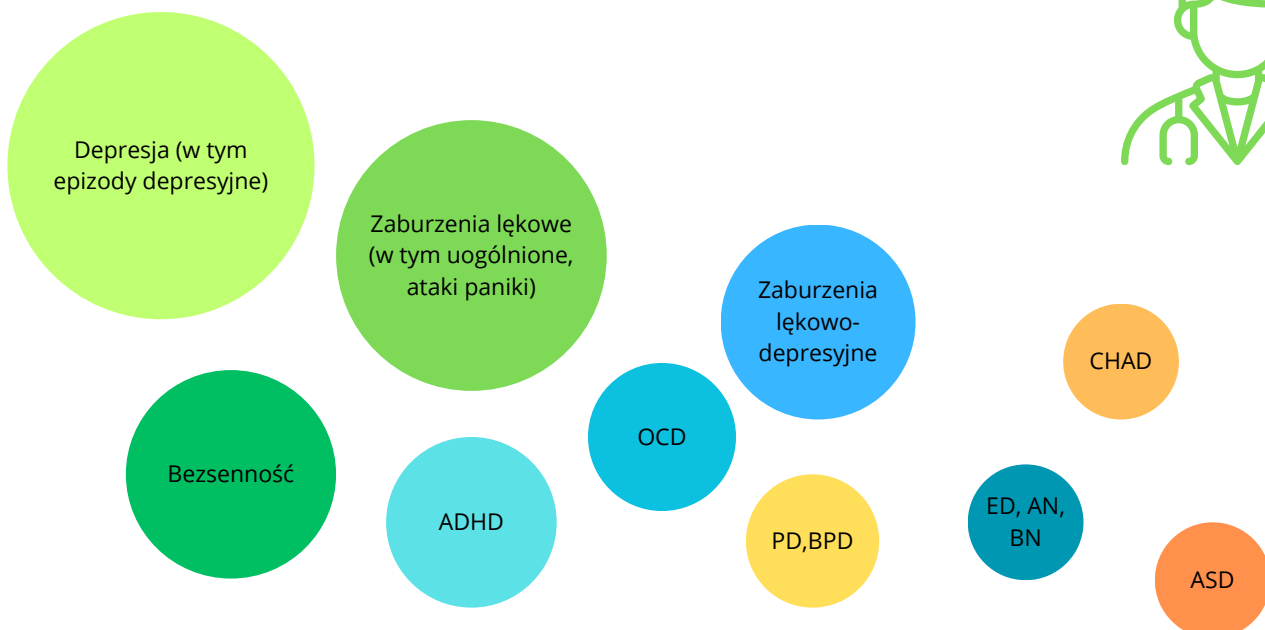 Depresja (w tym
epizody depresyjne)
Zaburzenia lękowe
(w tym uogólnione,
ataki paniki)
Zaburzenia
lękowo-
depresyjne
CHAD
Bezsenność
ADHD
OCD
PD,BPD
ED, AN,
BN
ASD